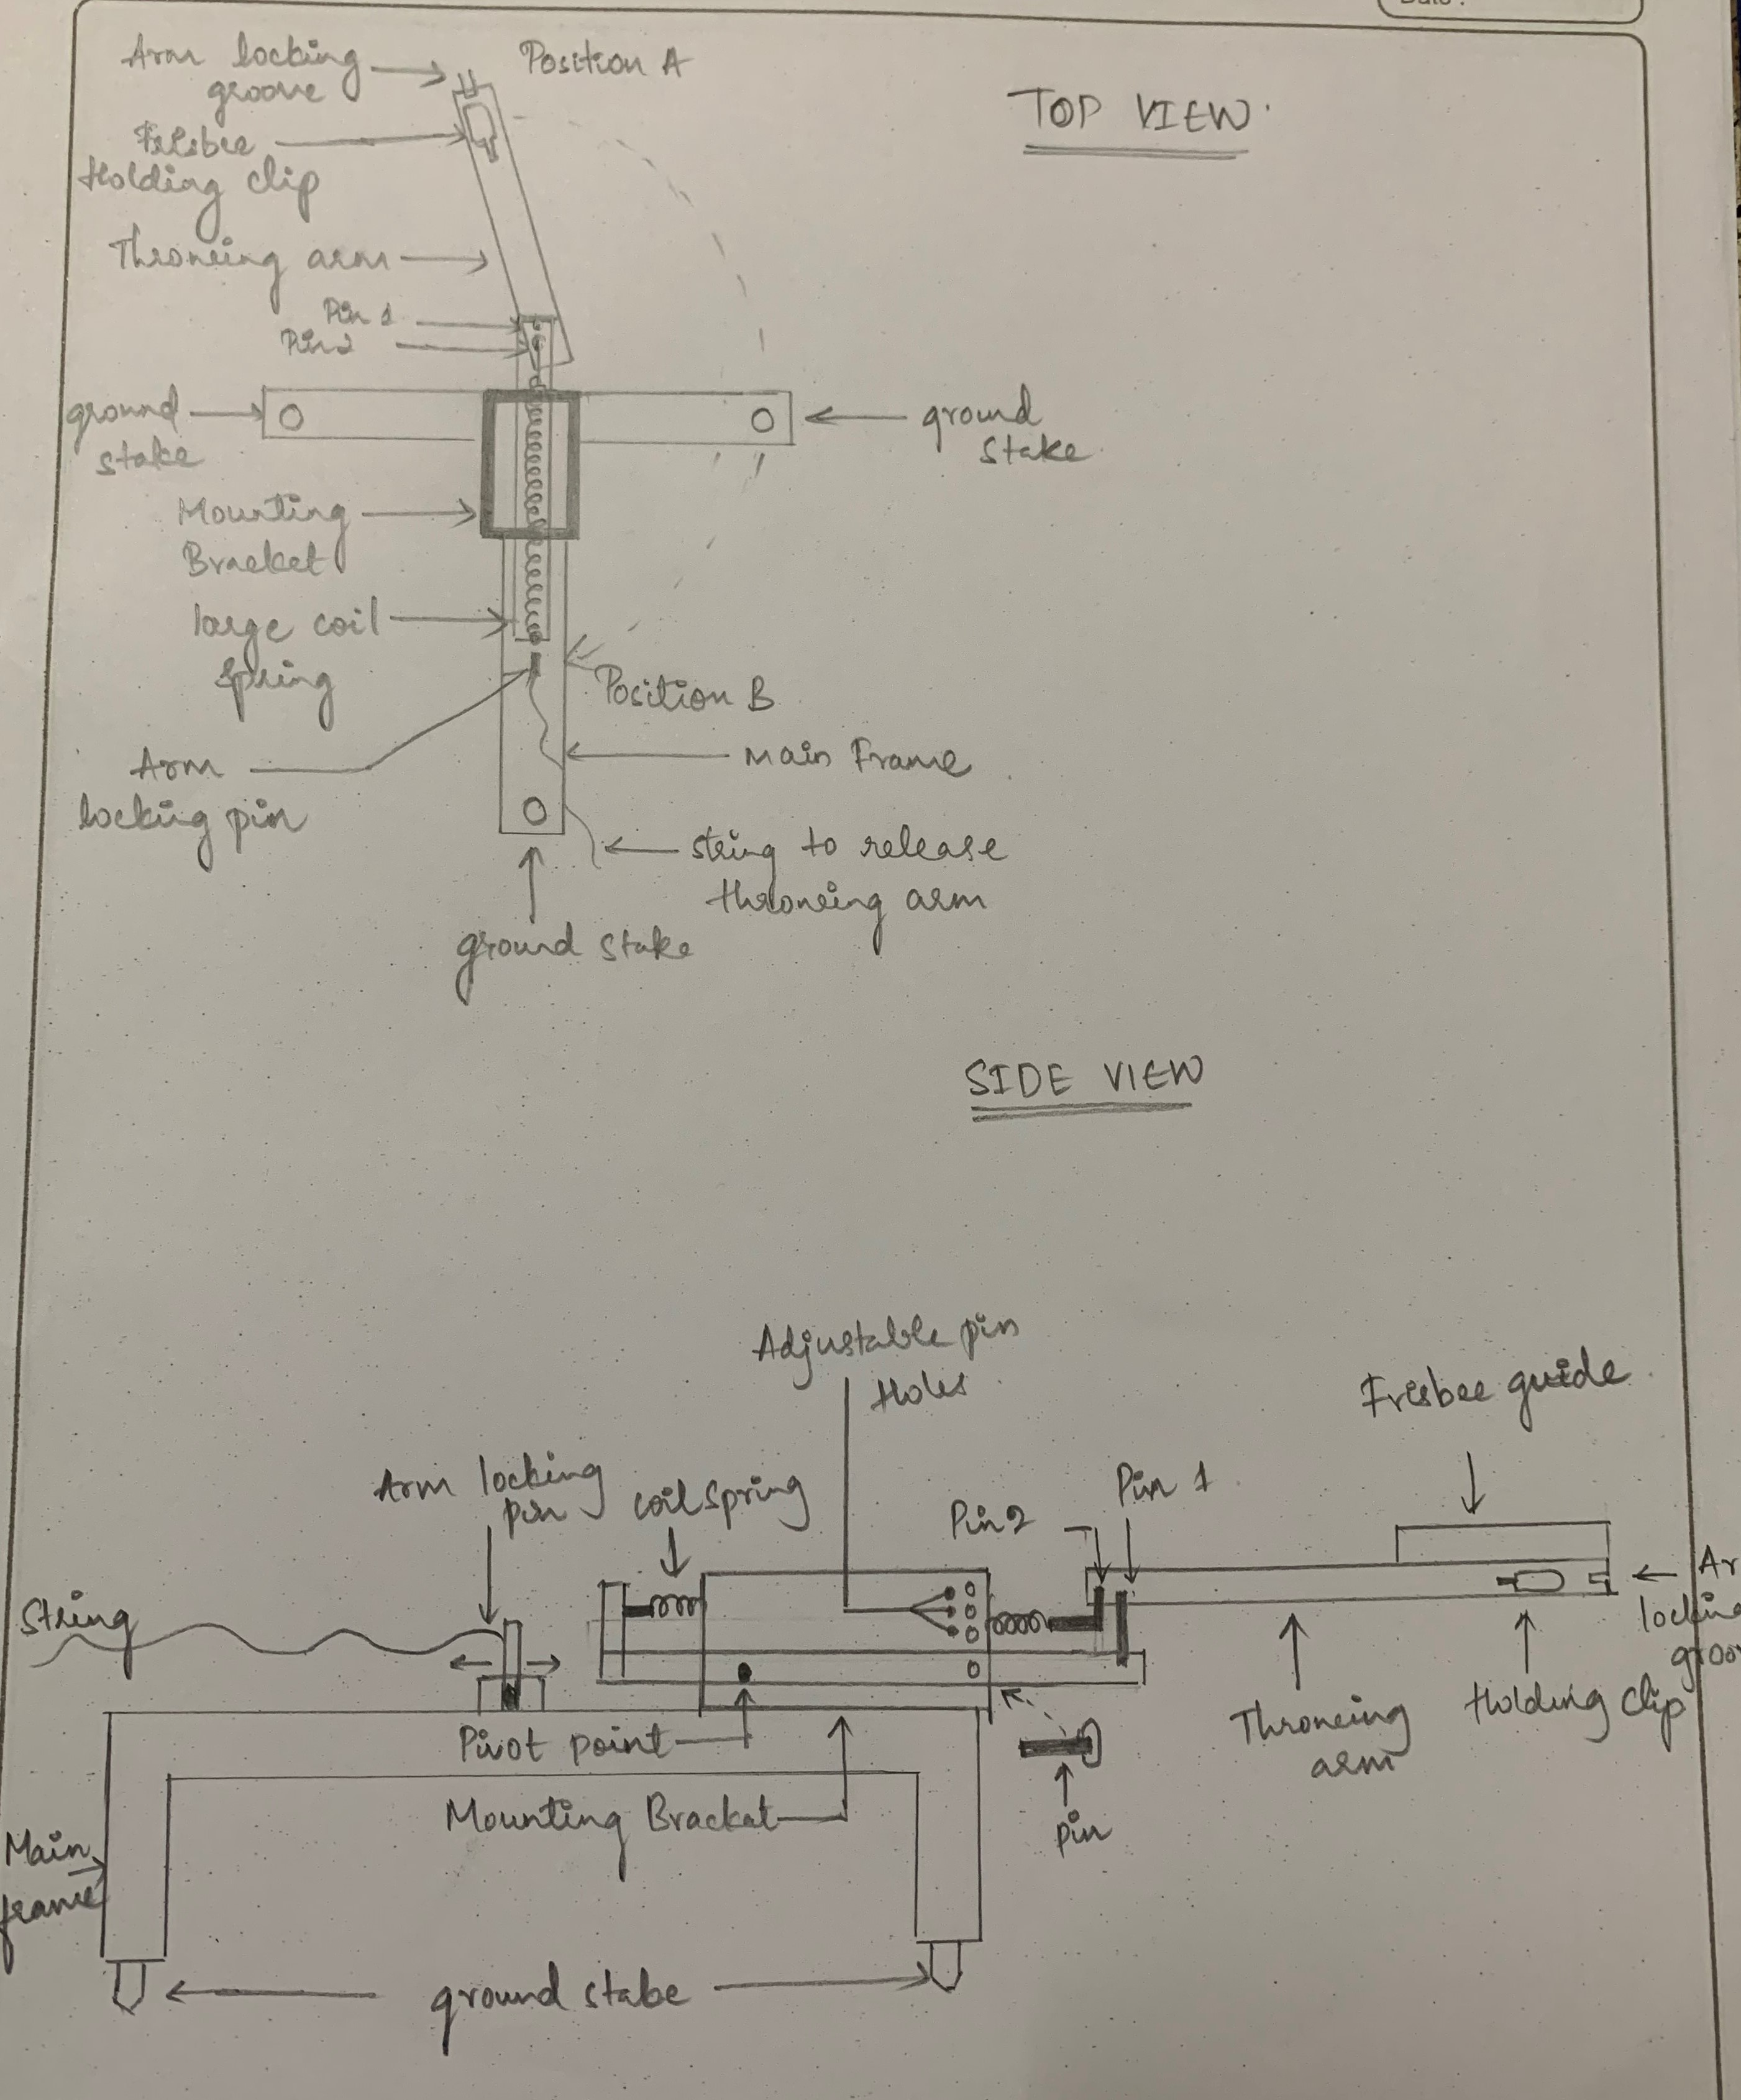 Date :
Arm locking
groove
Position A
TOP VIEW.
Frisbee
Holding clip
Throwing arm
Pin 1
Pin 2
ground
stake
ground
stake
Mounting
Bracket
large coil
spring
Position B
Main Frame
Arm
locking pin
string to release
throwing arm
ground stake
SIDE VIEW
Adjustable pin
Holes
Frisbee guide
Arm locking
pin
coil spring
Pin 2
Pin 1
String
Ar
locking
groo
Throwing
arm
Holding clip
Pivot point
Mounting Bracket
pin
Main
frame
ground stake